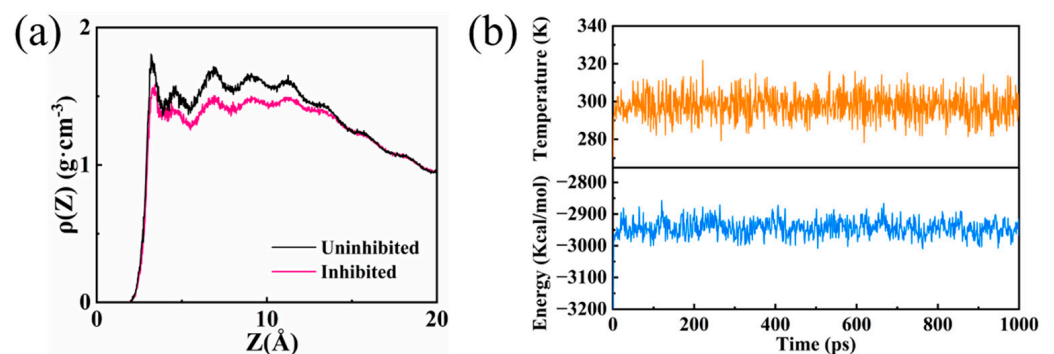 (a)
2
1
0
ρ(Z) (g·cm⁻³)
Uninhibited
Inhibited
0
10
20
Z(Å)
(b)
340
320
300
280
Temperature (K)
−2800
−2900
−3000
−3100
−3200
Energy (Kcal/mol)
0
200
400
600
800
1000
Time (ps)